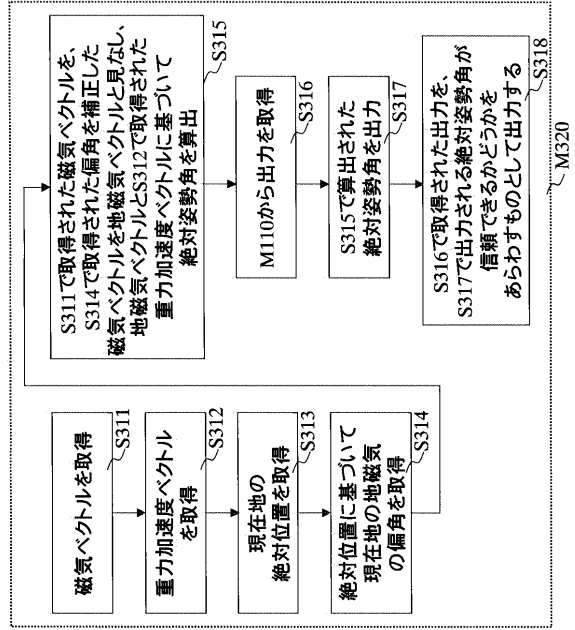 磁気ベクトルを取得
S311
重力加速度ベクトル
を取得
S312
現在地の
絶対位置を取得
S313
絶対位置に基づいて
現在地の地磁気
の偏角を取得
S314
S311で取得された磁気ベクトルを、
S314で取得された偏角を補正した
磁気ベクトルを地磁気ベクトルと見なし、
地磁気ベクトルとS312で取得された
重力加速度ベクトルに基づいて
絶対姿勢角を算出
S315
M110から出力を取得
S316
S315で算出された
絶対姿勢角を出力
S317
S316で取得された出力を、
S317で出力される絶対姿勢角が
信頼できるかどうかを
あらわすものとして出力する
S318
M320